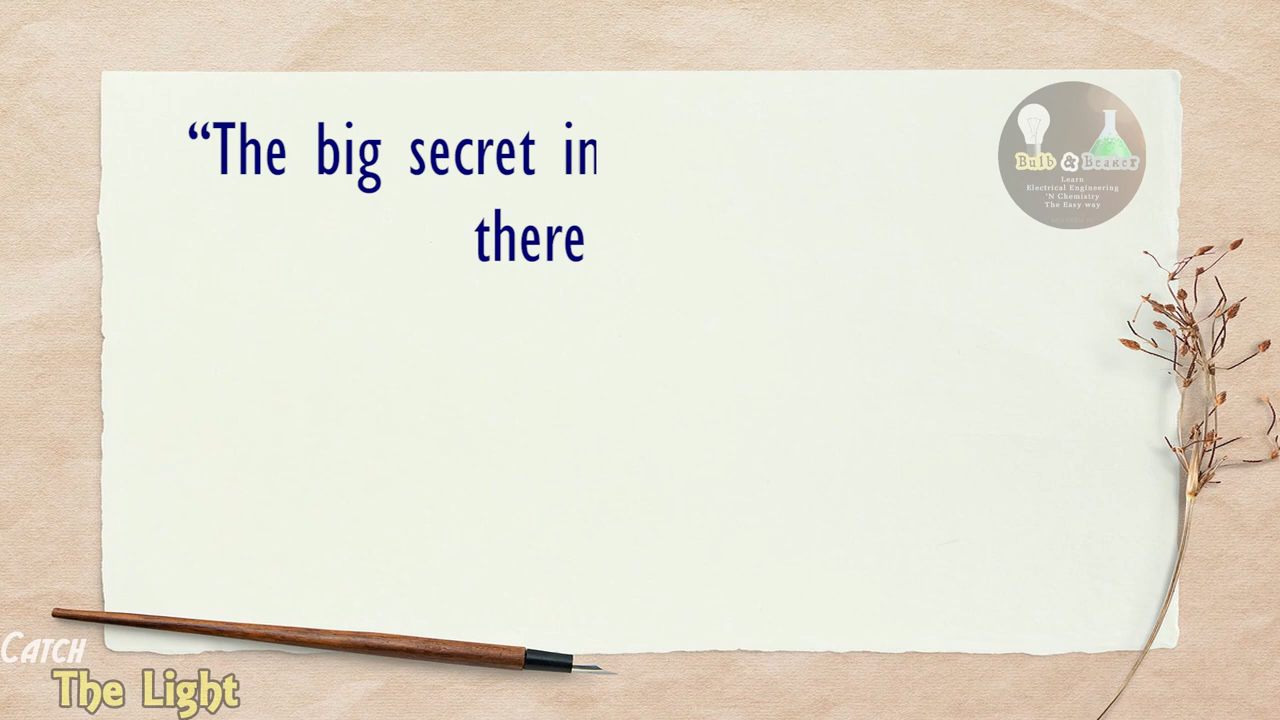 “The big secret in
there
Bulb & Beaker
Learn
Electrical Engineering
'N Chemistry
The Easy way
Catch
The Light